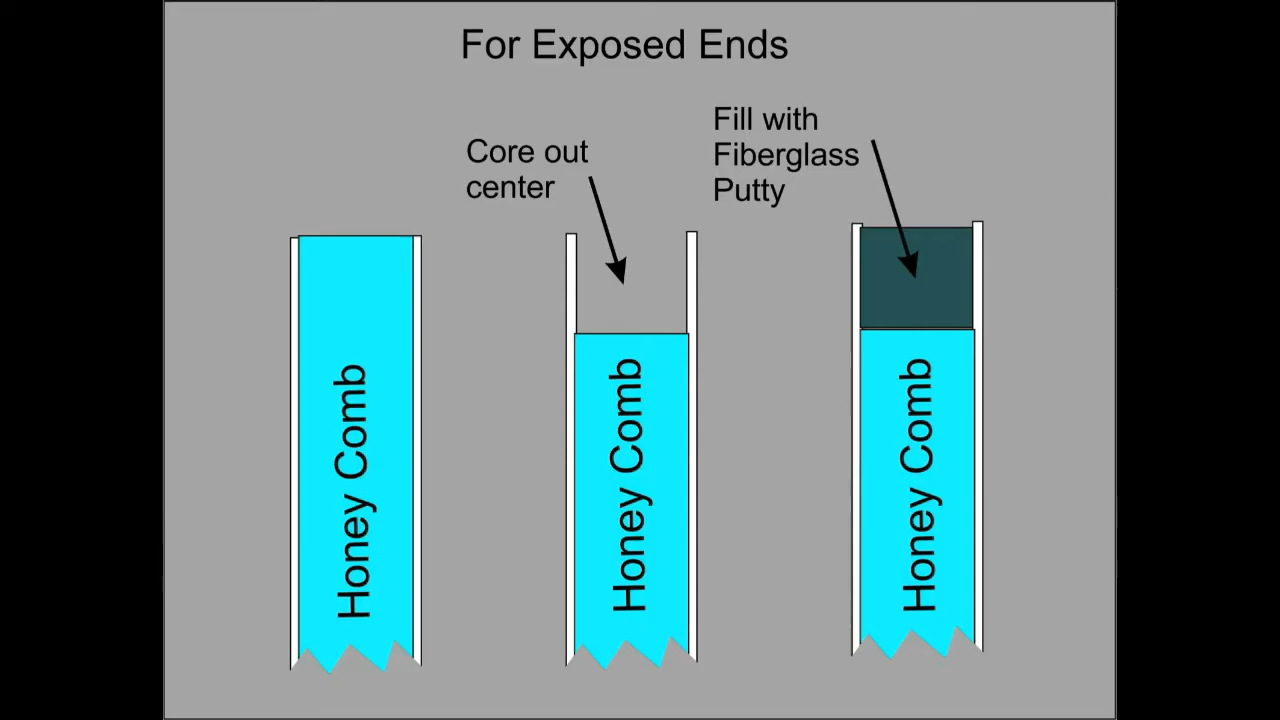 For Exposed Ends
Core out
center
Fill with
Fiberglass
Putty
Honey Comb
Honey Comb
Honey Comb